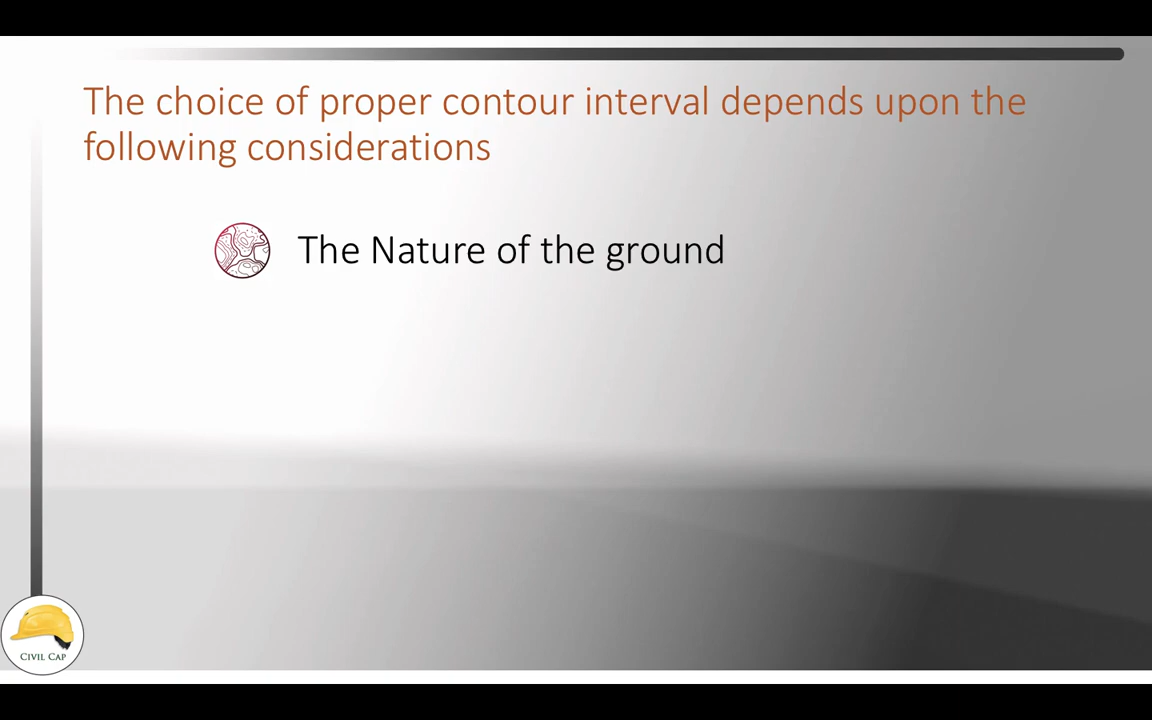 The choice of proper contour interval depends upon the
following considerations
The Nature of the ground
CIVIL CAP